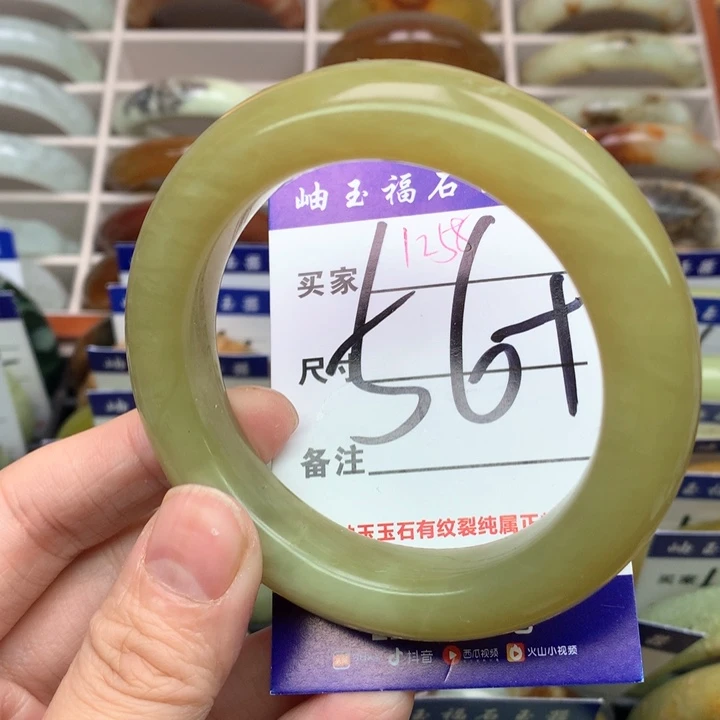 岫玉福石
1258
买家
56+
尺寸
备注
玉玉石有纹裂纯属正
抖音 西瓜视频 火山小视频